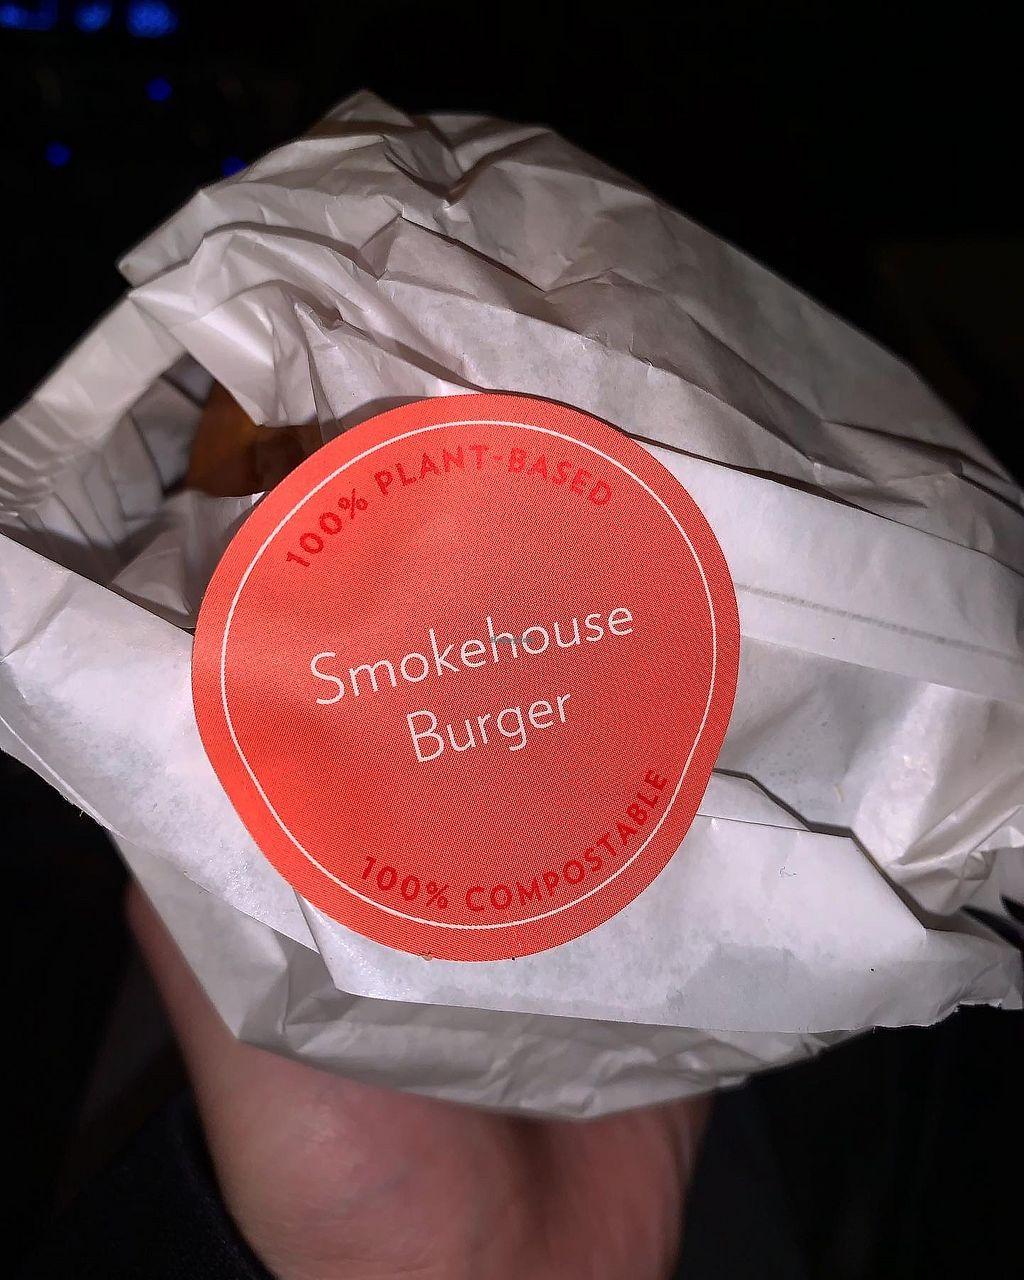 100% PLANT-BASED
Smokehouse
Burger
100% COMPOSTABLE